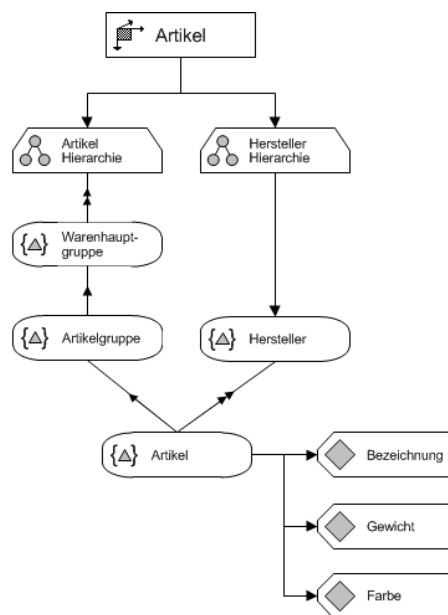 Artikel
Artikel
Hierarchie
Hersteller
Hierarchie
Warenhaupt-
gruppe
Artikelgruppe
Hersteller
Artikel
Bezeichnung
Gewicht
Farbe